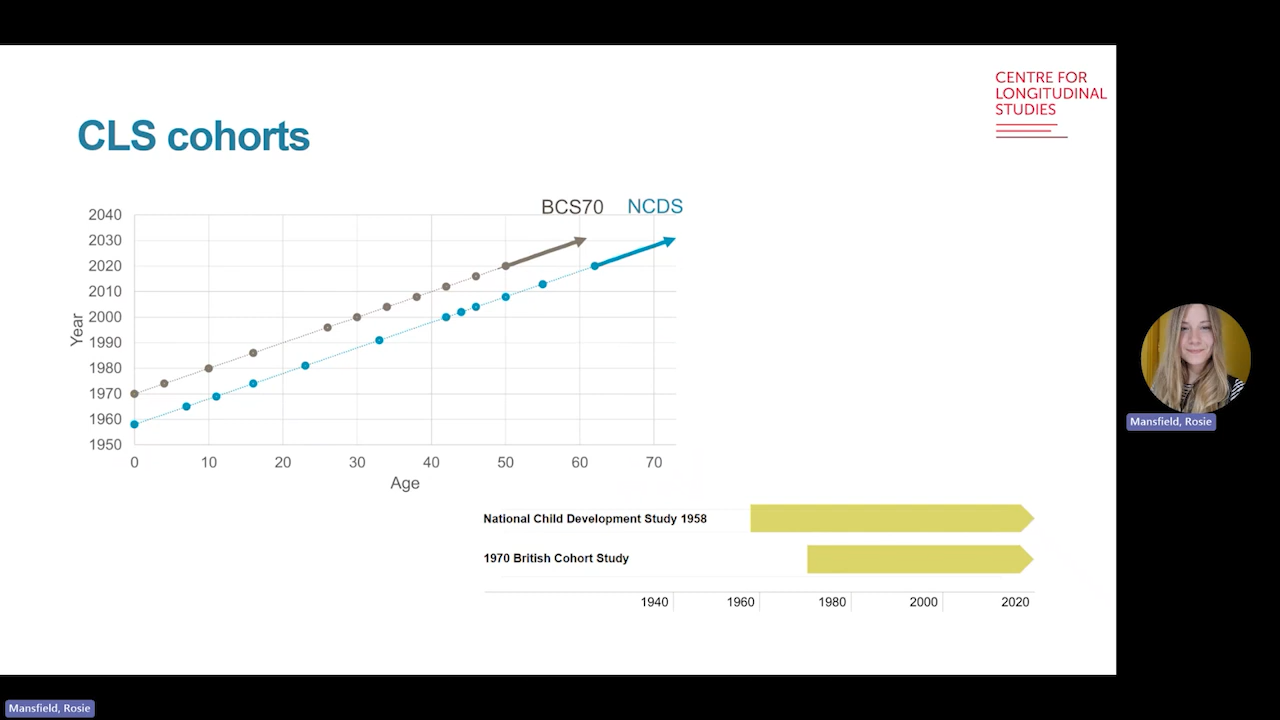 CENTRE FOR
LONGITUDINAL
STUDIES
CLS cohorts
BCS70 NCDS
2040
2030
2020
2010
2000
1990
1980
1970
1960
1950
Year
0 10 20 30 40 50 60 70
Age
National Child Development Study 1958
1970 British Cohort Study
1940 1960 1980 2000 2020
Mansfield, Rosie
Mansfield, Rosie